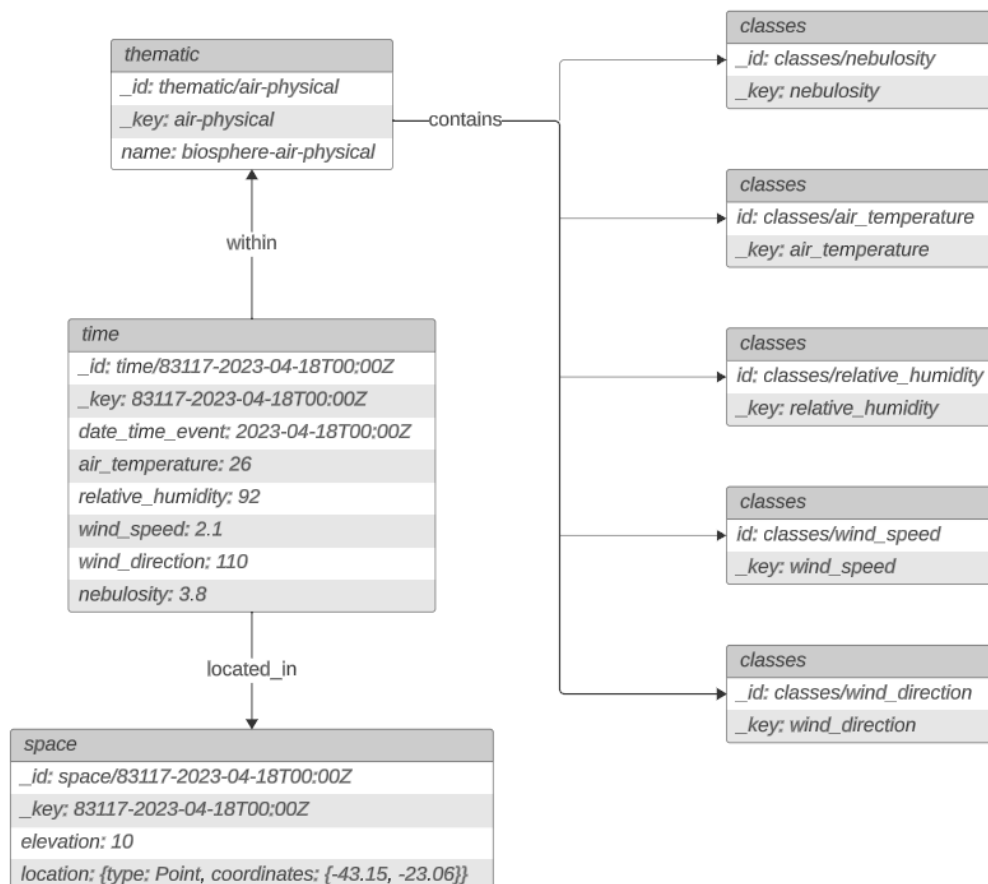 thematic
_id: thematic/air-physical
_key: air-physical
name: biosphere-air-physical
contains
within
time
_id: time/83117-2023-04-18T00:00Z
_key: 83117-2023-04-18T00:00Z
date_time_event: 2023-04-18T00:00Z
air_temperature: 26
relative_humidity: 92
wind_speed: 2.1
wind_direction: 110
nebulosity: 3.8
located_in
space
_id: space/83117-2023-04-18T00:00Z
_key: 83117-2023-04-18T00:00Z
elevation: 10
location: {type: Point, coordinates: {-43.15, -23.06}}
classes
_id: classes/nebulosity
_key: nebulosity
classes
id: classes/air_temperature
_key: air_temperature
classes
id: classes/relative_humidity
_key: relative_humidity
classes
id: classes/wind_speed
_key: wind_speed
classes
_id: classes/wind_direction
_key: wind_direction